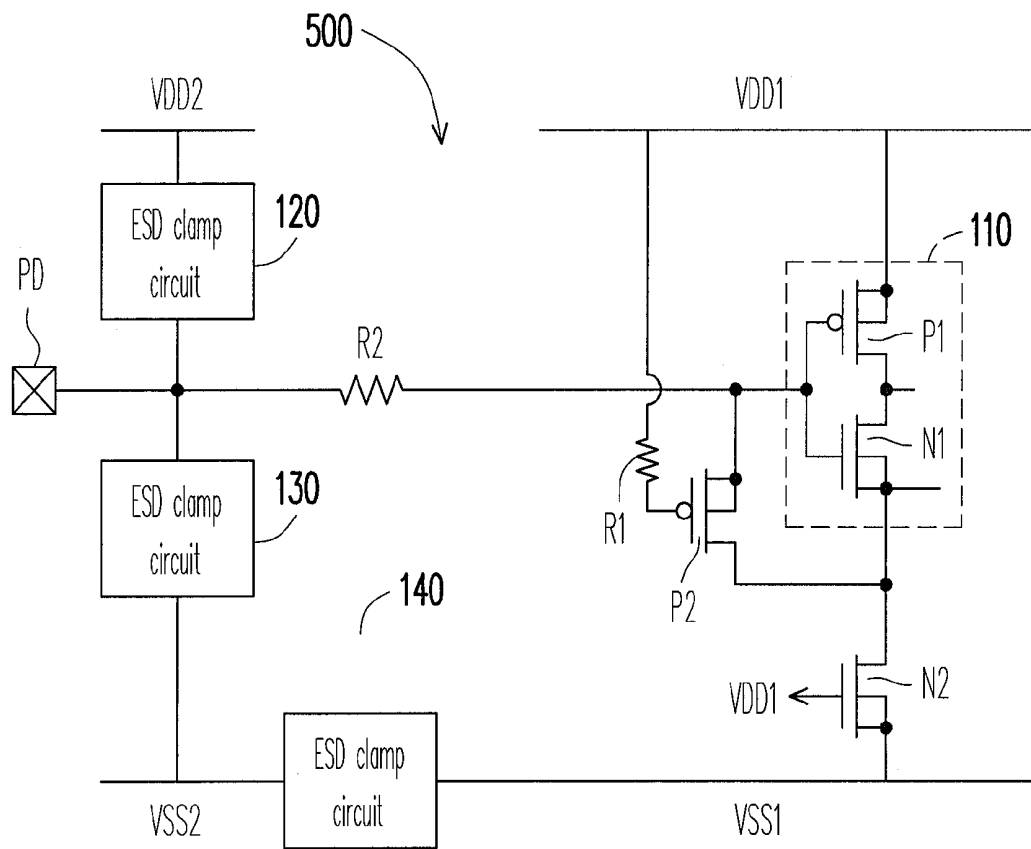 500
VDD2
VDD1
ESD clamp
circuit
120
110
PD
R2
P1
N1
ESD clamp
circuit
130
R1
P2
140
N2
VDD1
ESD clamp
circuit
VSS2
VSS1